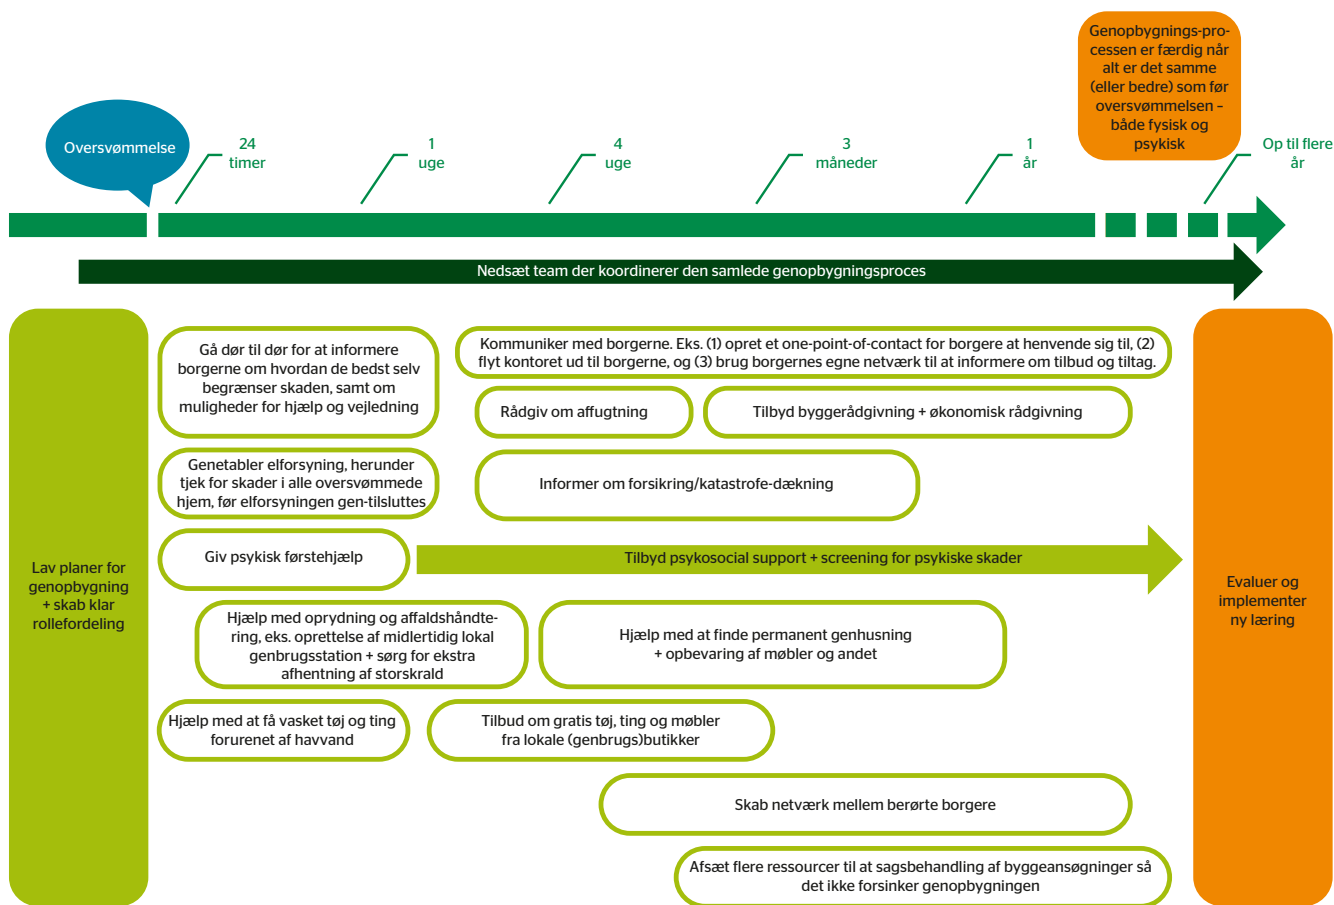 Genopbygnings-pro-
cessen er færdig når
alt er det samme
(eller bedre) som før
oversvømmelsen –
både fysisk og
psykisk
Oversvømmelse
24
timer
1
uge
4
uge
3
måneder
1
år
Op til flere
år
Nedsæt team der koordinerer den samlede genopbygningsproces
Lav planer for
genopbygning
+ skab klar
rollefordeling
Gå dør til dør for at informere
borgerne om hvordan de bedst selv
begrænser skaden, samt om
muligheder for hjælp og vejledning
Kommuniker med borgerne. Eks. (1) opret et one-point-of-contact for borgere at henvende sig til, (2)
flyt kontoret ud til borgerne, og (3) brug borgernes egne netværk til at informere om tilbud og tiltag.
Rådgiv om affugtning
Tilbyd byggerådgivning + økonomisk rådgivning
Genetabler elforsyning, herunder
tjek for skader i alle oversvømmede
hjem, før elforsyningen gen-tilsluttes
Informer om forsikring/katastrofe-dækning
Giv psykisk førstehjælp
Tilbyd psykosocial support + screening for psykiske skader
Hjælp med oprydning og affaldshåndte-
ring, eks. oprettelse af midlertidig lokal
genbrugsstation + sørg for ekstra
afhentning af storskrald
Hjælp med at finde permanent genhusning
+ opbevaring af møbler og andet
Hjælp med at få vasket tøj og ting
forurenet af havvand
Tilbud om gratis tøj, ting og møbler
fra lokale (genbrugs)butikker
Skab netværk mellem berørte borgere
Afsæt flere ressourcer til at sagsbehandling af byggeansøgninger så
det ikke forsinker genopbygningen
Evaluer og
implementer
ny læring